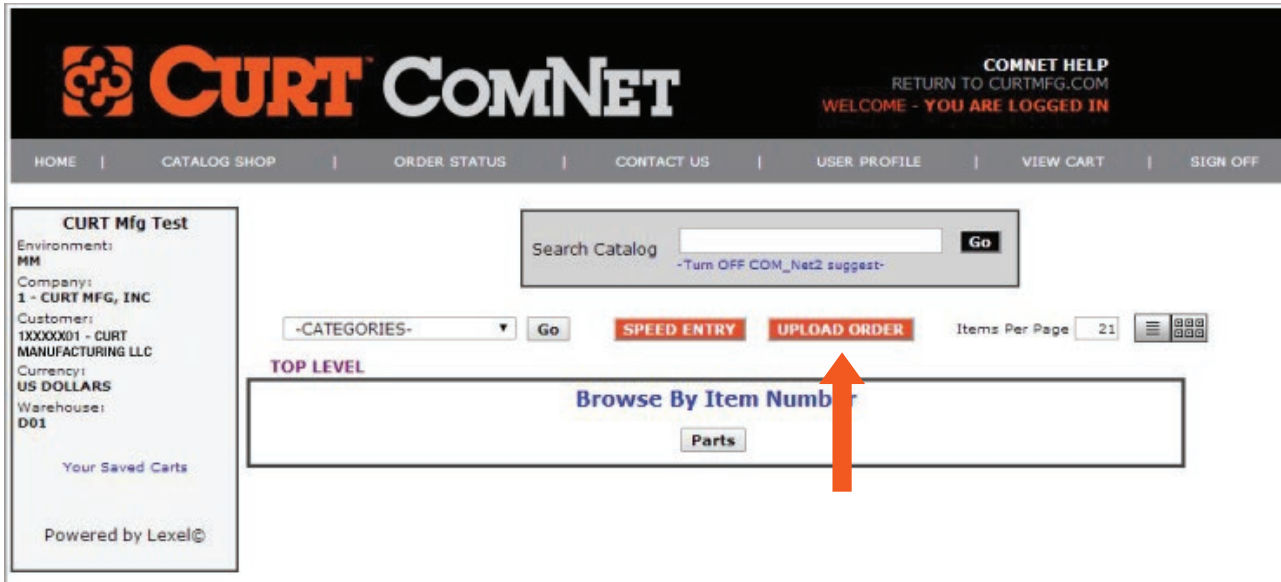 CURT COMNET
COMNET HELP
RETURN TO CURTMFG.COM
WELCOME - YOU ARE LOGGED IN
HOME | CATALOG SHOP | ORDER STATUS | CONTACT US | USER PROFILE | VIEW CART | SIGN OFF
CURT Mfg Test
Environment:
MM
Company:
1 - CURT MFG, INC
Customer:
1XXXXX01 - CURT
MANUFACTURING LLC
Currency:
US DOLLARS
Warehouse:
D01
Your Saved Carts
Powered by Lexel©
Search Catalog Go
-Turn OFF COM_Net2 suggest-
-CATEGORIES- Go SPEED ENTRY UPLOAD ORDER Items Per Page 21
TOP LEVEL
Browse By Item Number
Parts